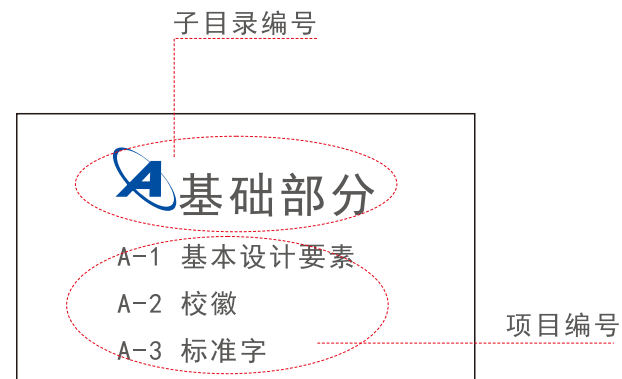 子目录编号
A基础部分
A-1 基本设计要素
A-2 校徽
A-3 标准字
项目编号